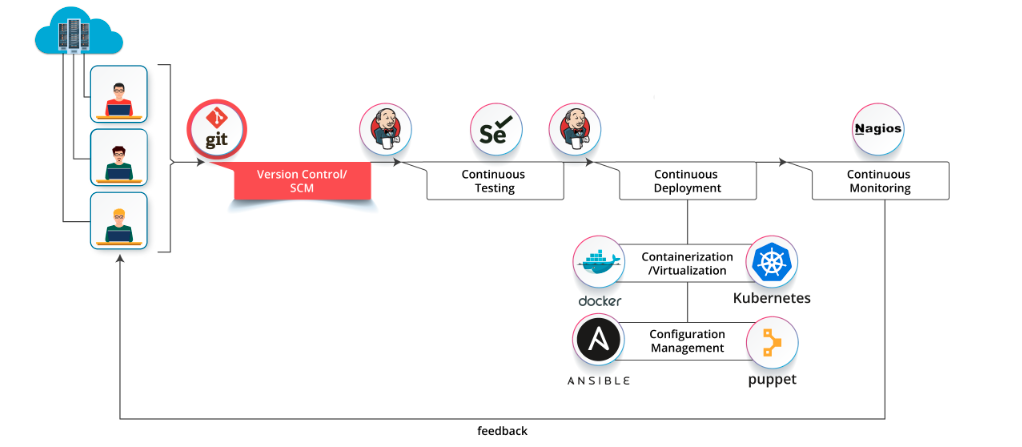 git
Sé
Nagios
Version Control/
SCM
Continuous
Testing
Continuous
Deployment
Continuous
Monitoring
Containerization
/Virtualization
docker
Kubernetes
Configuration
Management
ANSIBLE
puppet
feedback